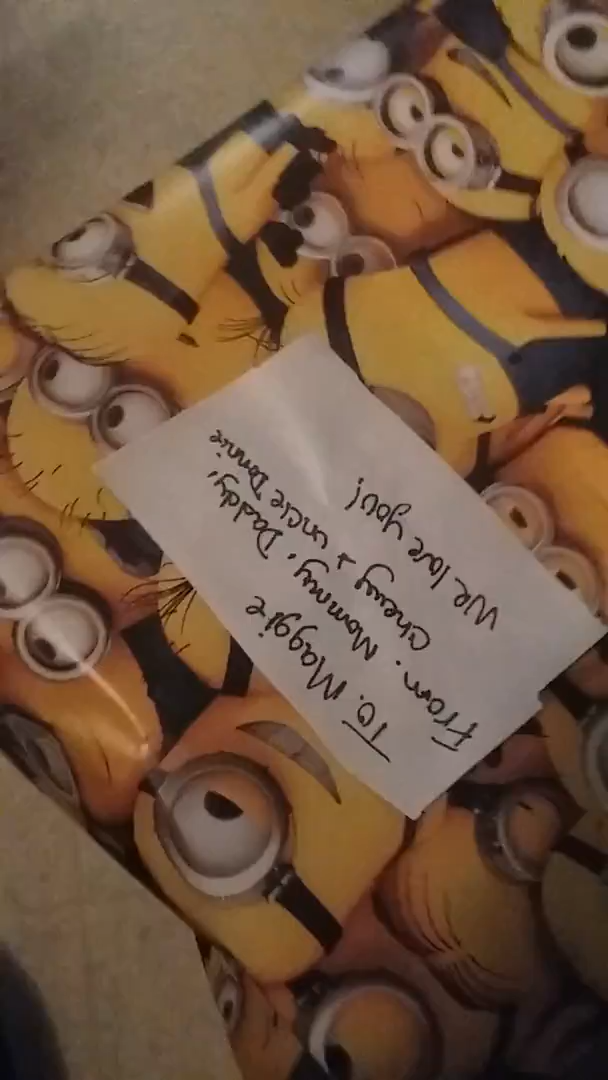 To: Maggie
From: Mommy, Daddy,
Chewy + uncle Donnie
We love you!